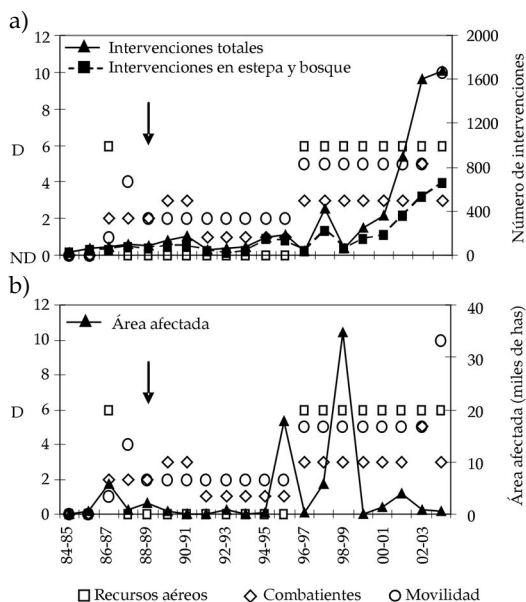 a)
Intervenciones totales
Intervenciones en estepa y bosque
12
10
8
6
4
2
ND 0
D
2000
1600
1200
800
400
0
Número de intervenciones
b)
Área afectada
12
10
8
6
4
2
0
D
40
30
20
10
0
Área afectada (miles de has)
84-85
86-87
88-89
90-91
92-93
94-95
96-97
98-99
00-01
02-03
Recursos aéreos
Combatientes
Movilidad